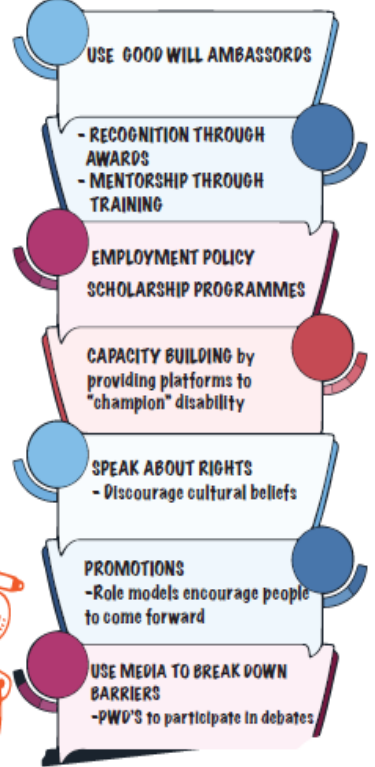 USE GOOD WILL AMBASSORDS
- RECOGNITION THROUGH
AWARDS
- MENTORSHIP THROUGH
TRAINING
EMPLOYMENT POLICY
SCHOLARSHIP PROGRAMMES
CAPACITY BUILDING by
providing platforms to
"champion" disability
SPEAK ABOUT RIGHTS
- Discourage cultural beliefs
PROMOTIONS
-Role models encourage people
to come forward
USE MEDIA TO BREAK DOWN
BARRIERS
-PWD'S to participate in debates